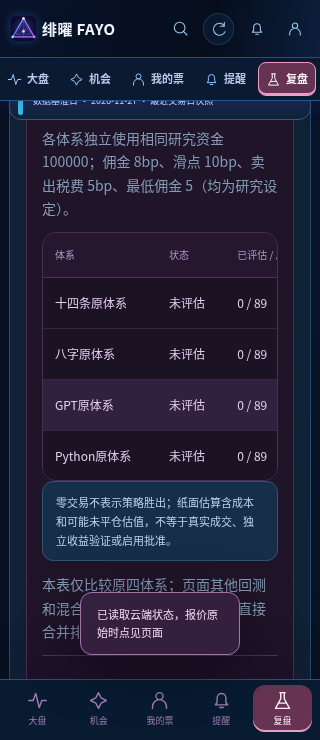 绯曜 FAYO
大盘 机会 我的票 提醒 复盘
各体系独立使用相同研究资金
100000；佣金 8bp、滑点 10bp、卖
出税费 5bp、最低佣金 5（均为研究设
定）。
体系 状态 已评估 /
十四条原体系 未评估 0 / 89
八字原体系 未评估 0 / 89
GPT原体系 未评估 0 / 89
Python原体系 未评估 0 / 89
零交易不表示策略胜出；纸面估算含成本
和可能未平仓估值，不等于真实成交、独
立收益验证或启用批准。
本表仅比较原四体系；页面其他回测
和混合 直接
合并排
已读取云端状态，报价原
始时点见页面
大盘 机会 我的票 提醒 复盘